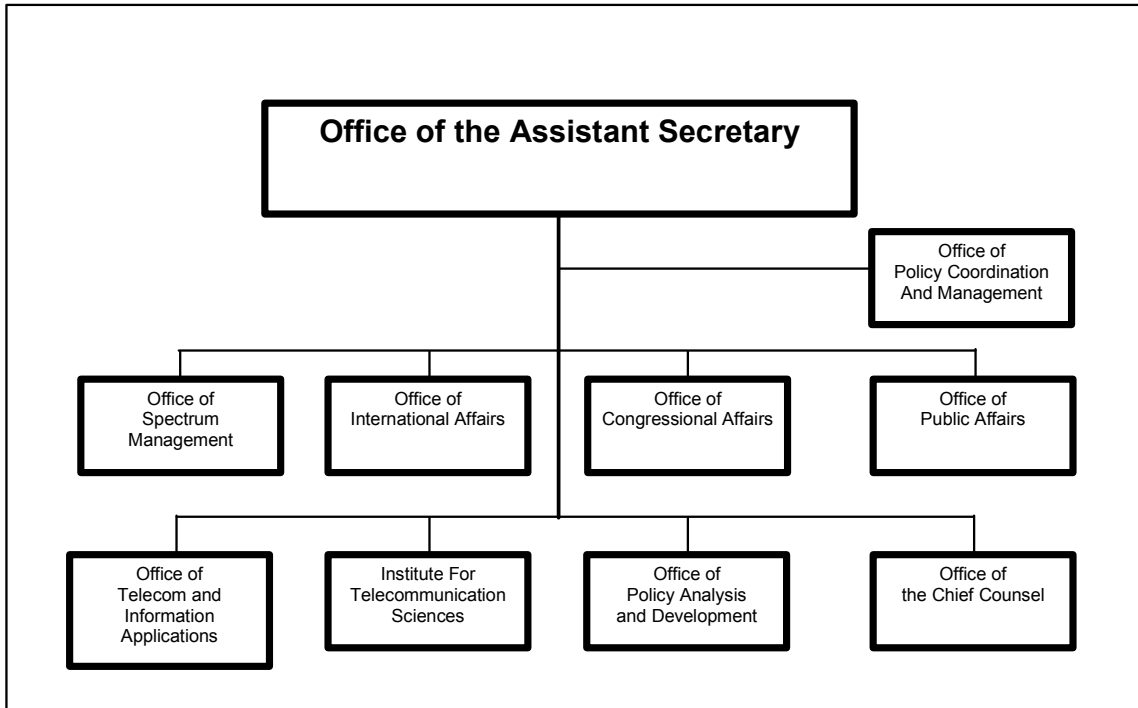 Office of the Assistant Secretary
Office of
Policy Coordination
And Management
Office of
Spectrum
Management
Office of
International Affairs
Office of
Congressional Affairs
Office of
Public Affairs
Office of
Telecom and
Information
Applications
Institute For
Telecommunication
Sciences
Office of
Policy Analysis
and Development
Office of
the Chief Counsel